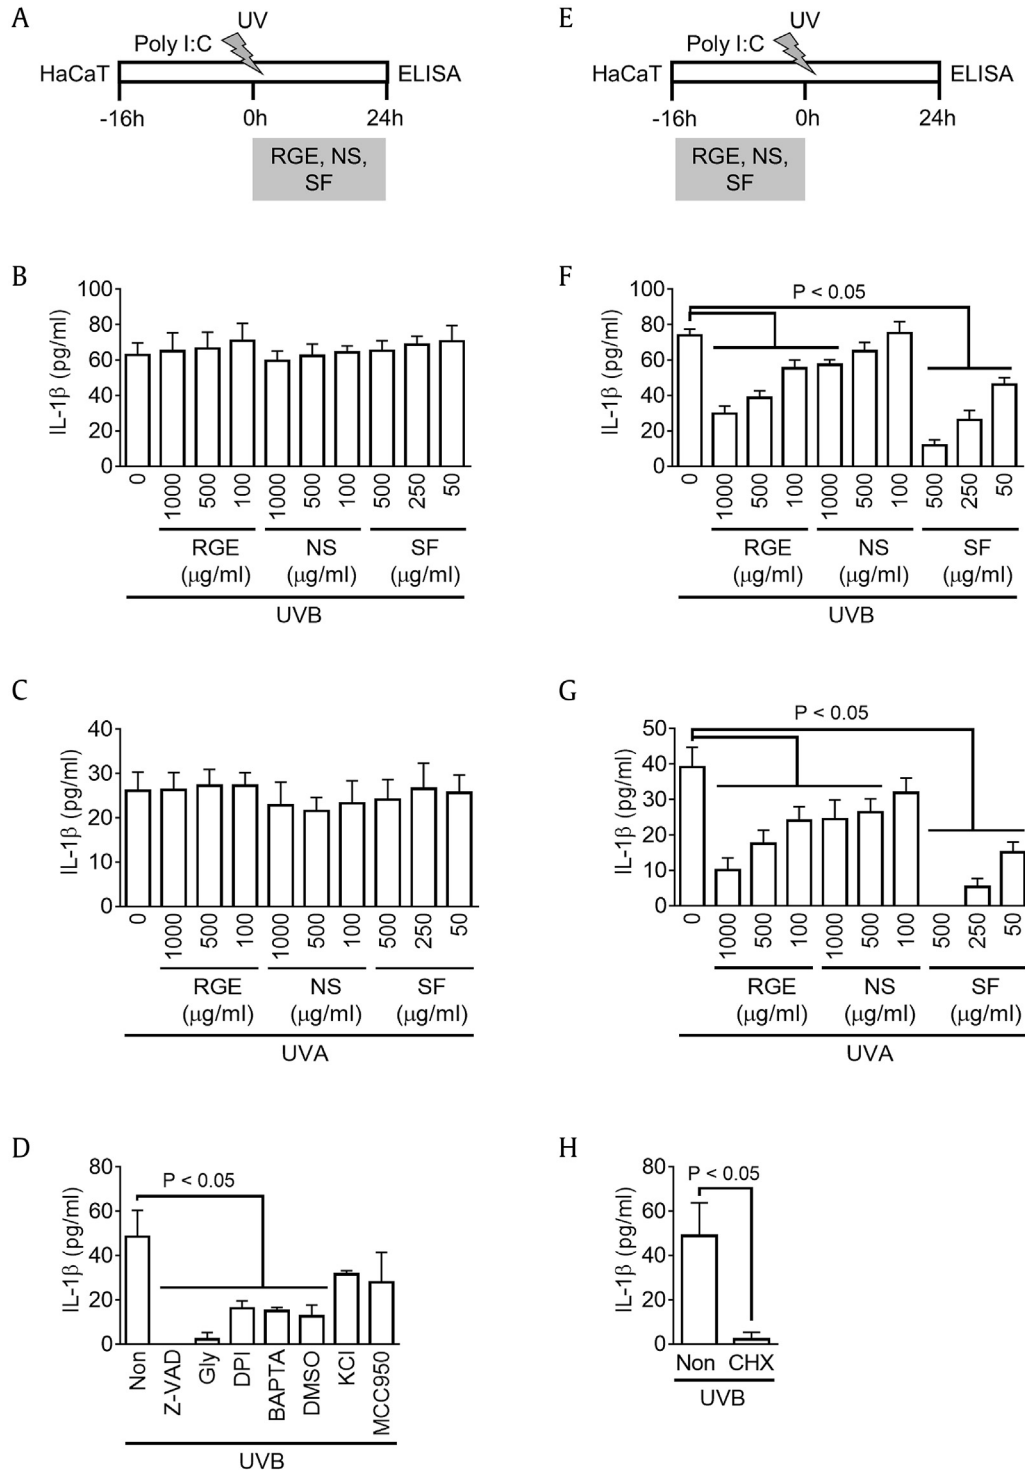 A
UV
Poly I:C
HaCaT
ELISA
-16h
0h
24h
RGE, NS,
SF
E
UV
Poly I:C
HaCaT
ELISA
-16h
0h
24h
RGE, NS,
SF
B
IL-1β (pg/ml)
100
80
60
40
20
0
0 1000 500 100 1000 500 100 500 250 50
RGE NS SF
(μg/ml) (μg/ml) (μg/ml)
UVB
F
P < 0.05
IL-1β (pg/ml)
100
80
60
40
20
0
0 1000 500 100 1000 500 100 500 250 50
RGE NS SF
(μg/ml) (μg/ml) (μg/ml)
UVB
C
IL-1β (pg/ml)
40
30
20
10
0
0 1000 500 100 1000 500 100 500 250 50
RGE NS SF
(μg/ml) (μg/ml) (μg/ml)
UVA
G
P < 0.05
IL-1β (pg/ml)
50
40
30
20
10
0
0 1000 500 100 1000 500 100 500 250 50
RGE NS SF
(μg/ml) (μg/ml) (μg/ml)
UVA
D
P < 0.05
IL-1β (pg/ml)
80
60
40
20
0
Non Z-VAD Gly DPI BAPTA DMSO KCl MCC950
UVB
H
P < 0.05
IL-1β (pg/ml)
80
60
40
20
0
Non CHX
UVB